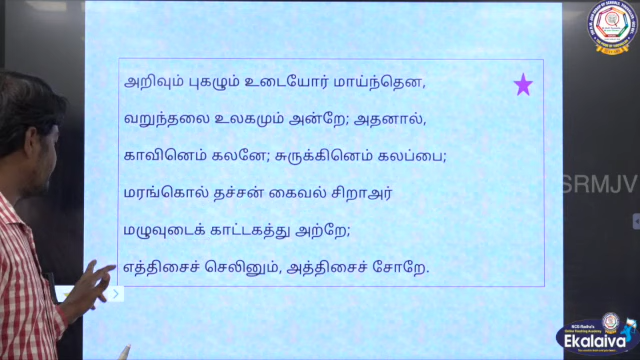 அறிவும் புகழும் உடையோர் மாய்ந்தென,
வறுந்தலை உலகமும் அன்றே; அதனால்,
காவினெம் கலனே; சுருக்கினெம் கலப்பை;
மரங்கொல் தச்சன் கைவல் சிறாஅர்
மழுவுடைக் காட்டகத்து அற்றே;
எத்திசைச் செலினும், அத்திசைச் சோறே.
SRMJV
Ekalaiva